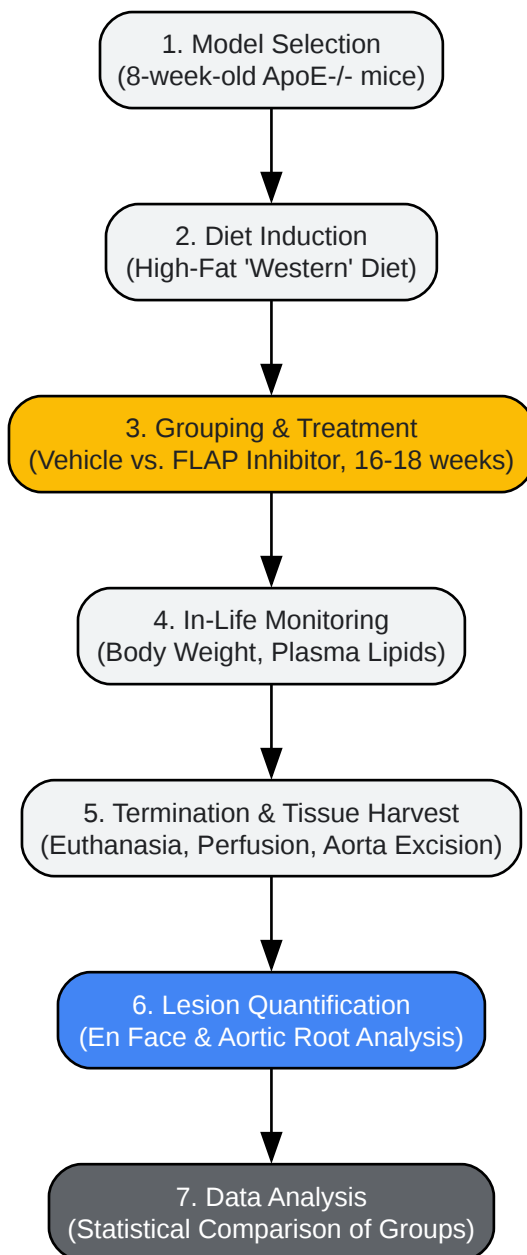 1. Model Selection
(8-week-old ApoE-/- mice)
2. Diet Induction
(High-Fat 'Western' Diet)
3. Grouping & Treatment
(Vehicle vs. FLAP Inhibitor, 16-18 weeks)
4. In-Life Monitoring
(Body Weight, Plasma Lipids)
5. Termination & Tissue Harvest
(Euthanasia, Perfusion, Aorta Excision)
6. Lesion Quantification
(En Face & Aortic Root Analysis)
7. Data Analysis
(Statistical Comparison of Groups)